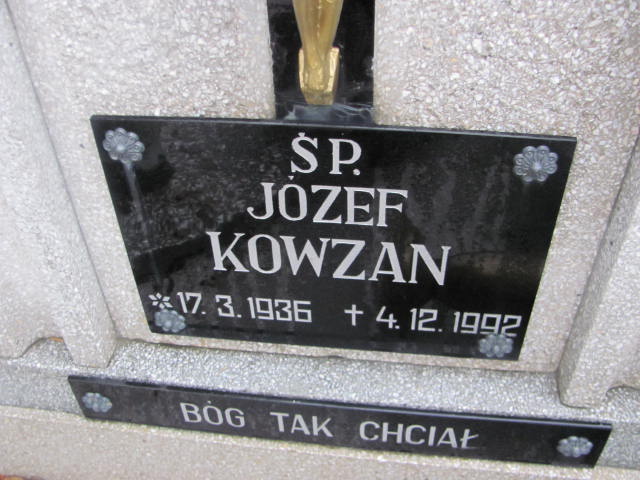 ŚP.
JÓZEF
KOWZAN
* 17. 3. 1936 † 4. 12. 1992
BÓG TAK CHCIAŁ